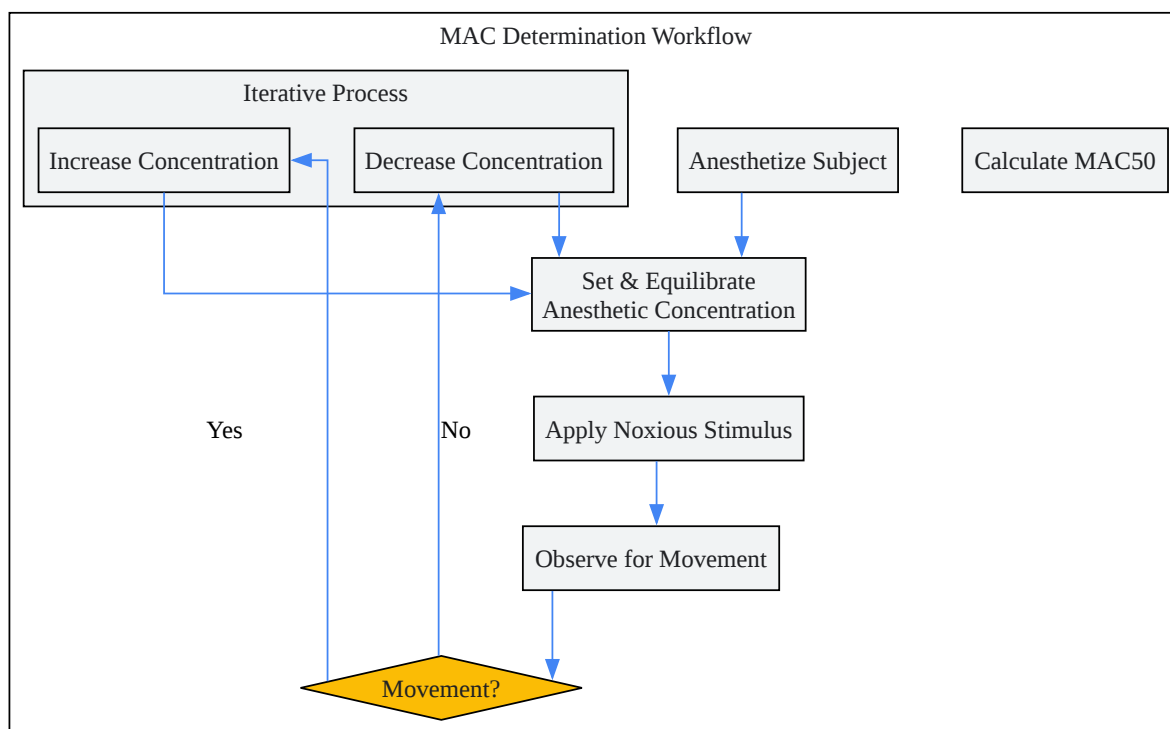 MAC Determination Workflow
Iterative Process
Increase Concentration
Decrease Concentration
Anesthetize Subject
Calculate MAC50
Set & Equilibrate
Anesthetic Concentration
Yes
No
Apply Noxious Stimulus
Observe for Movement
Movement?